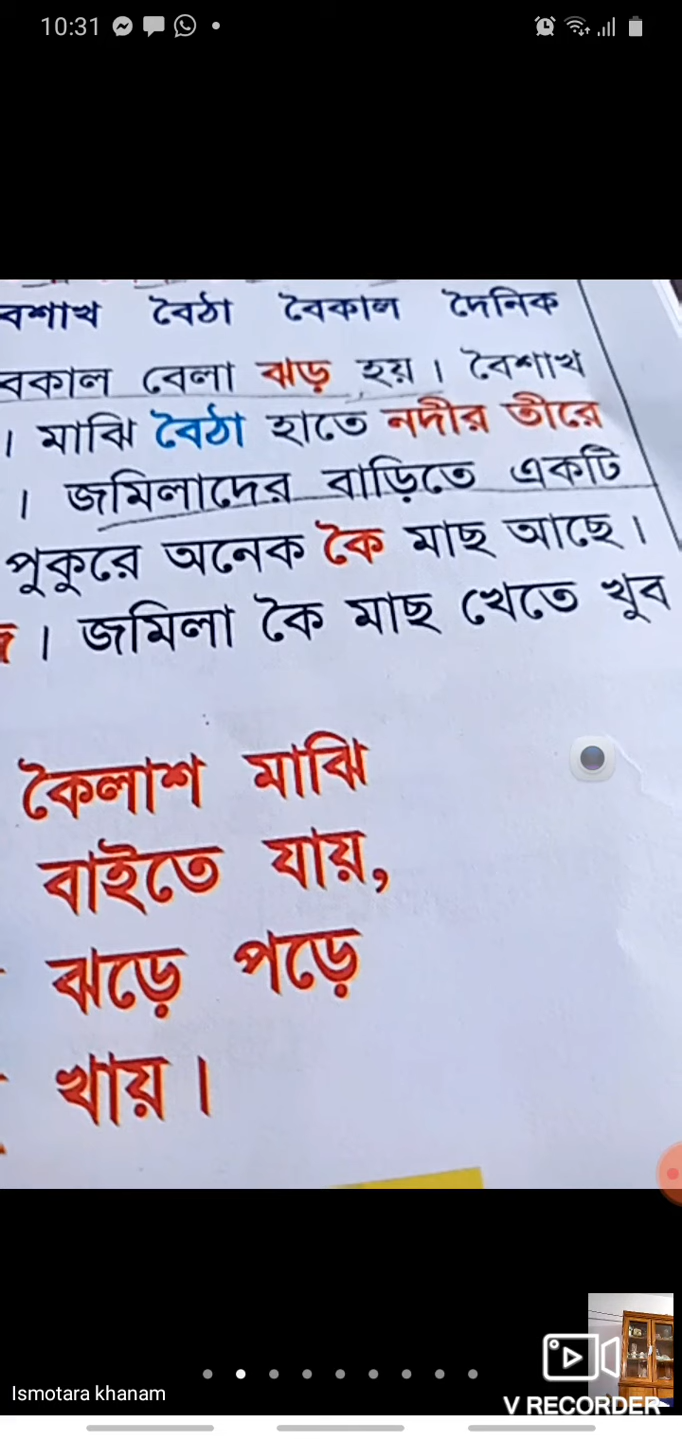 10:31
বশাখ বৈঠা বৈকাল দৈনিক
বকাল বেলা ঝড় হয়। বৈশাখ
। মাঝি বৈঠা হাতে নদীর তীরে
। জমিলাদের বাড়িতে একটি
পুকুরে অনেক কৈ মাছ আছে।
। জমিলা কৈ মাছ খেতে খুব
কৈলাশ মাঝি
বাইতে যায়,
ঝড়ে পড়ে
খায়।
Ismotara khanam
V RECORDER